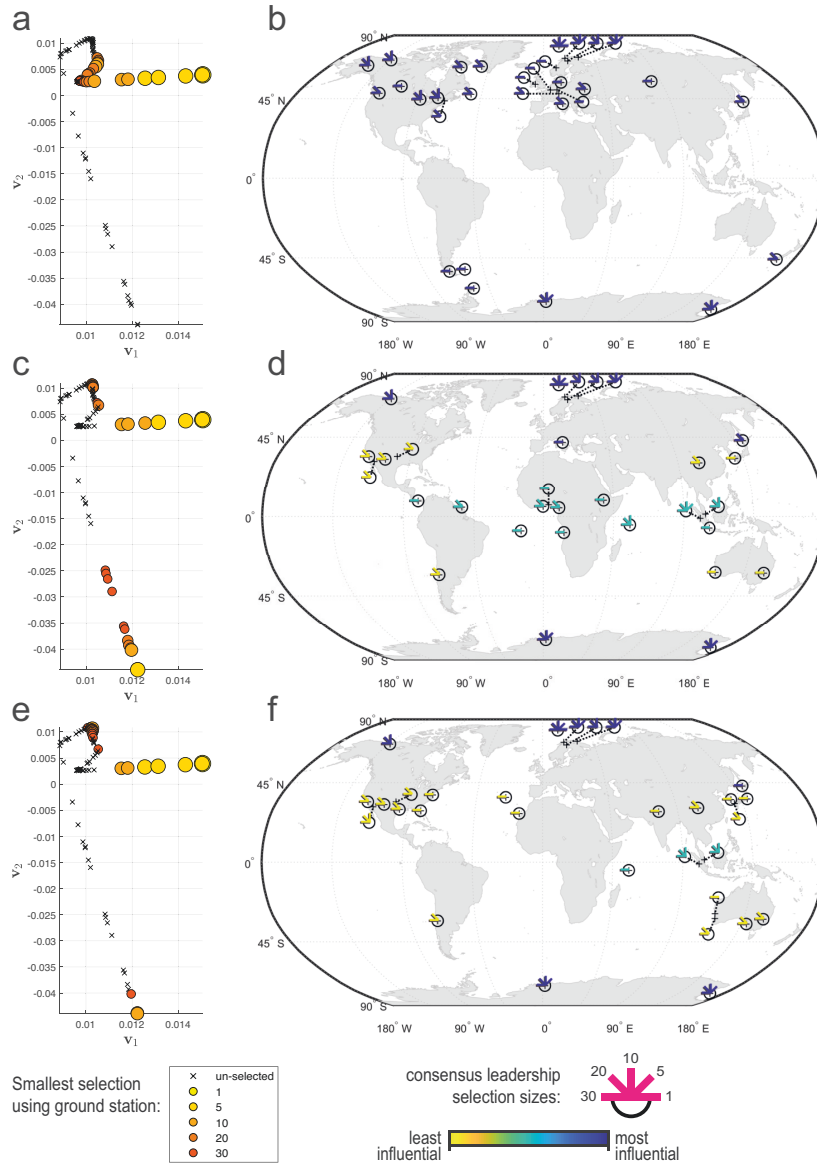 a
0.01
0.005
0
-0.005
-0.01
-0.015
-0.02
-0.025
-0.03
-0.035
-0.04
v2
0.01 0.012 0.014
v1
b
90° N
45° N
0°
45° S
90° S
180° W 90° W 0° 90° E 180° E
c
0.01
0.005
0
-0.005
-0.01
-0.015
-0.02
-0.025
-0.03
-0.035
-0.04
v2
0.01 0.012 0.014
v1
d
90° N
45° N
0°
45° S
90° S
180° W 90° W 0° 90° E 180° E
e
0.01
0.005
0
-0.005
-0.01
-0.015
-0.02
-0.025
-0.03
-0.035
-0.04
v2
0.01 0.012 0.014
v1
f
90° N
45° N
0°
45° S
90° S
180° W 90° W 0° 90° E 180° E
Smallest selection
using ground station:
un-selected
1
5
10
20
30
consensus leadership
selection sizes:
30 20 10 5 1
least
influential
most
influential